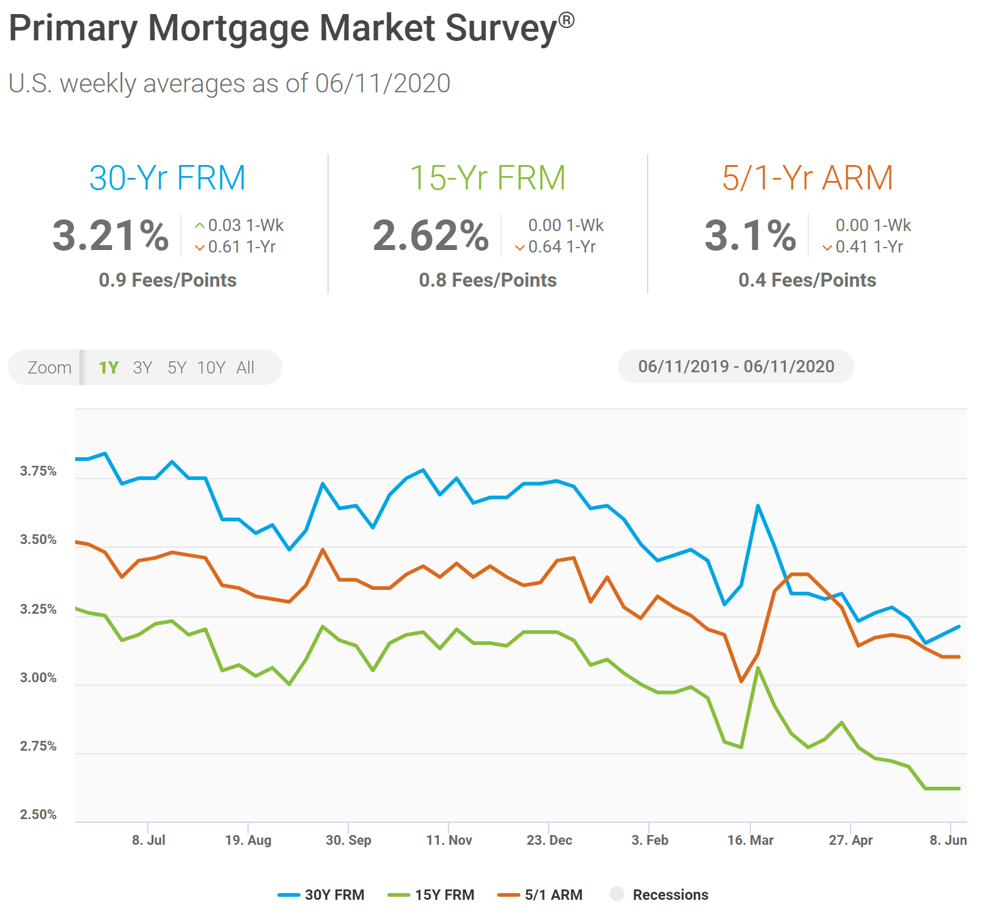 Primary Mortgage Market Survey®
U.S. weekly averages as of 06/11/2020
30-Yr FRM
3.21%
0.03 1-Wk
0.61 1-Yr
0.9 Fees/Points
15-Yr FRM
2.62%
0.00 1-Wk
0.64 1-Yr
0.8 Fees/Points
5/1-Yr ARM
3.1%
0.00 1-Wk
0.41 1-Yr
0.4 Fees/Points
Zoom 1Y 3Y 5Y 10Y All
06/11/2019 - 06/11/2020
3.75%
3.50%
3.25%
3.00%
2.75%
2.50%
8. Jul 19. Aug 30. Sep 11. Nov 23. Dec 3. Feb 16. Mar 27. Apr 8. Jun
30Y FRM 15Y FRM 5/1 ARM Recessions